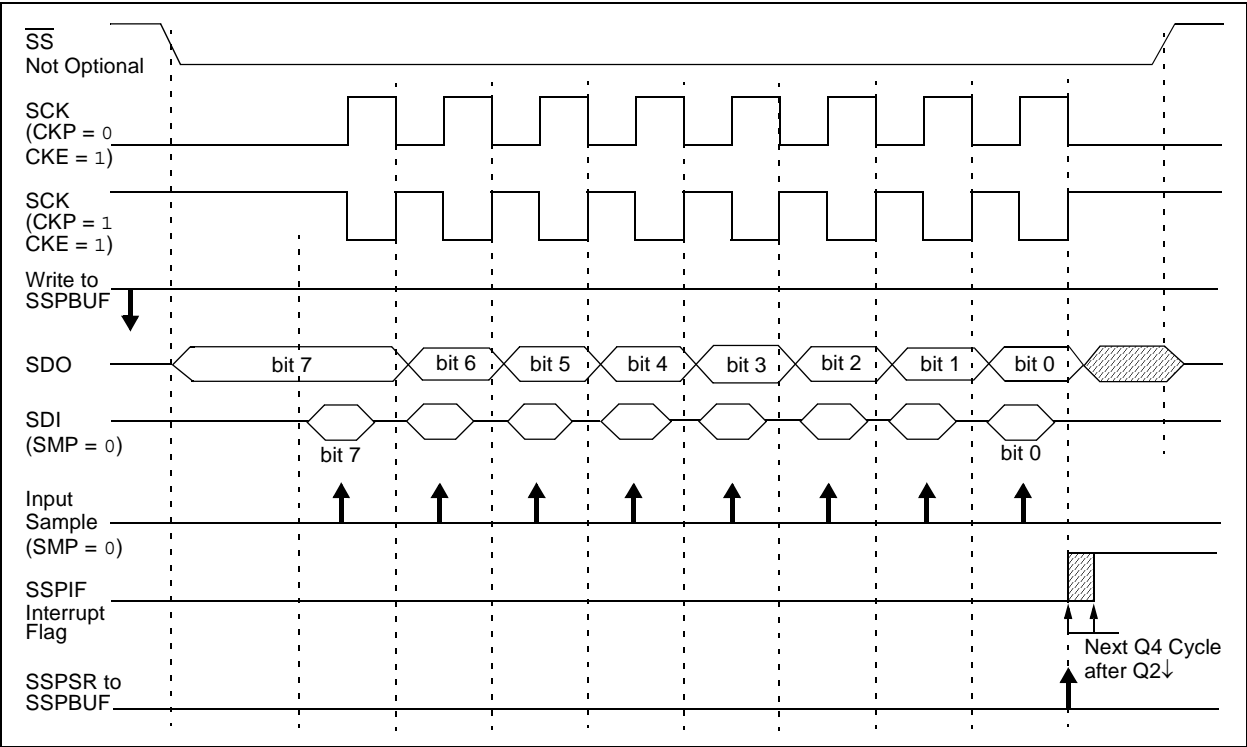 SS
Not Optional
SCK
(CKP = 0
CKE = 1)
SCK
(CKP = 1
CKE = 1)
Write to
SSPBUF
SDO
bit 7 bit 6 bit 5 bit 4 bit 3 bit 2 bit 1 bit 0
SDI
(SMP = 0)
bit 7 bit 0
Input
Sample
(SMP = 0)
SSPIF
Interrupt
Flag
Next Q4 Cycle
after Q2↓
SSPSR to
SSPBUF